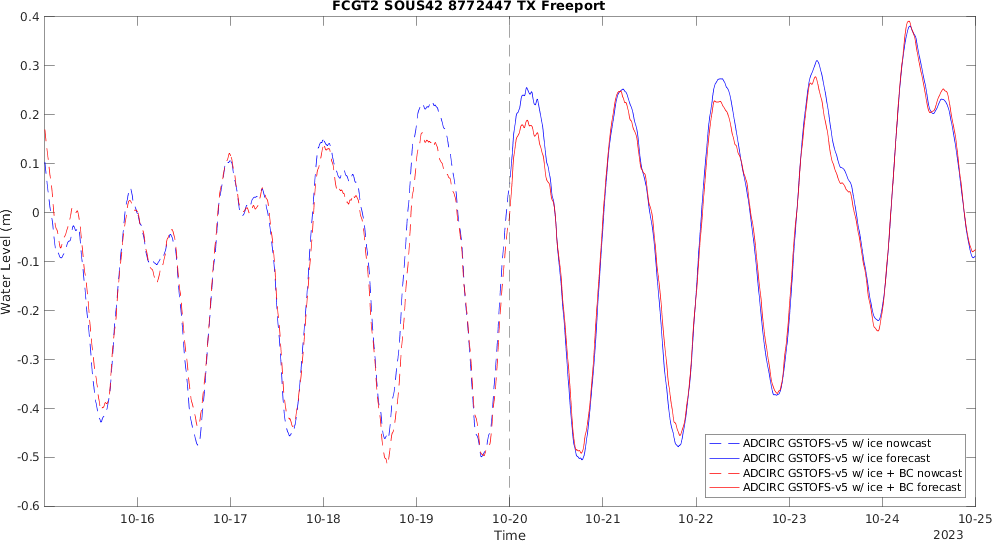 FCGT2 SOUS42 8772447 TX Freeport
0.4
0.3
0.2
0.1
0
-0.1
-0.2
-0.3
-0.4
-0.5
-0.6
Water Level (m)
ADCIRC GSTOFS-v5 w/ ice nowcast
ADCIRC GSTOFS-v5 w/ ice forecast
ADCIRC GSTOFS-v5 w/ ice + BC nowcast
ADCIRC GSTOFS-v5 w/ ice + BC forecast
10-16 10-17 10-18 10-19 10-20 10-21 10-22 10-23 10-24 10-25
Time
2023